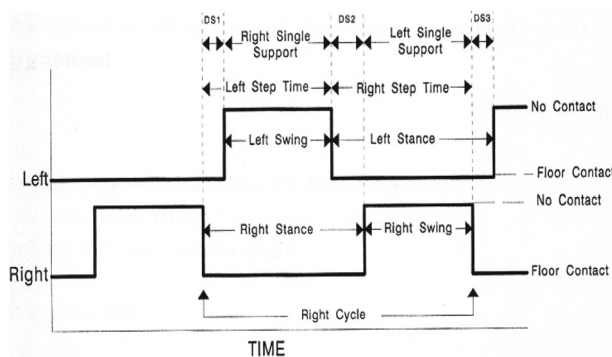 DS1
Right Single
Support
DS2
Left Single
Support
DS3
Left Step Time
Right Step Time
No Contact
Left Swing
Left Stance
Left
Floor Contact
No Contact
Right Stance
Right Swing
Right
Floor Contact
Right Cycle
TIME